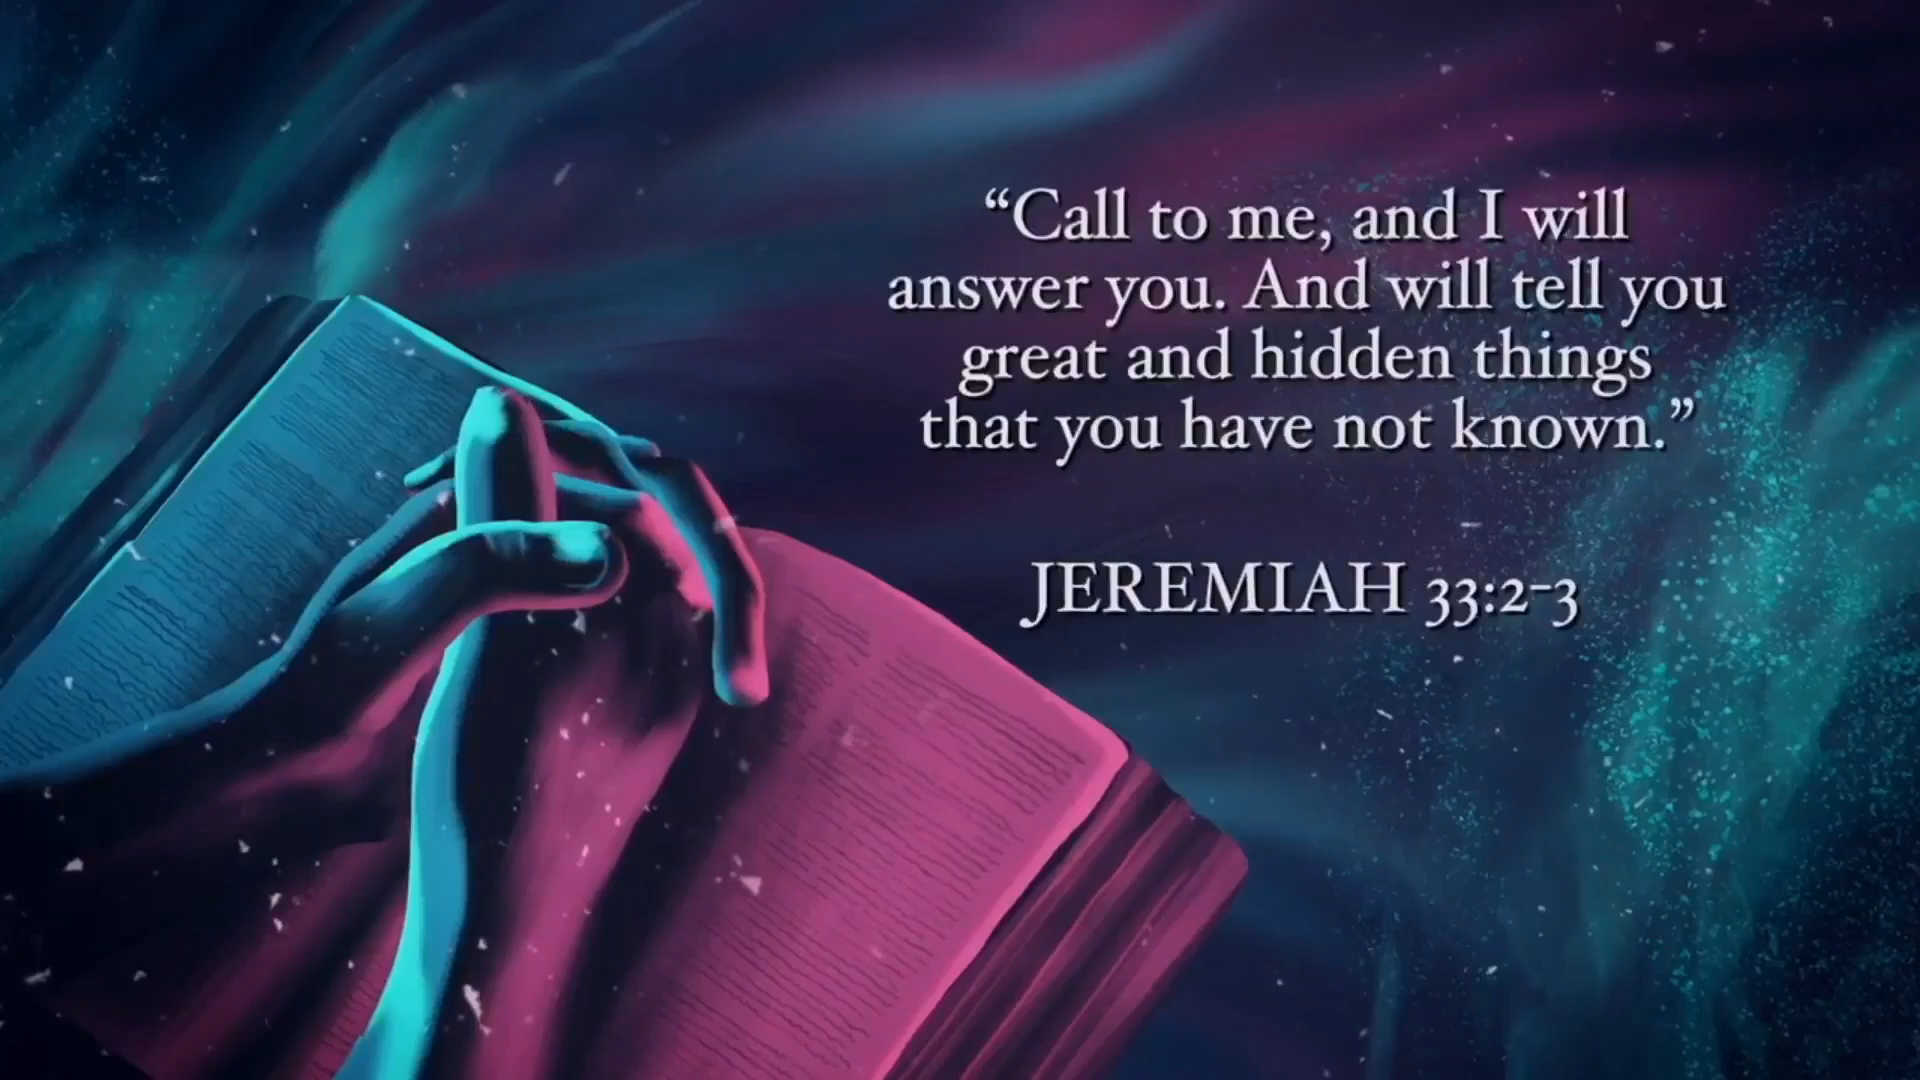 “Call to me, and I will
answer you. And will tell you
great and hidden things
that you have not known.”
JEREMIAH 33:2-3